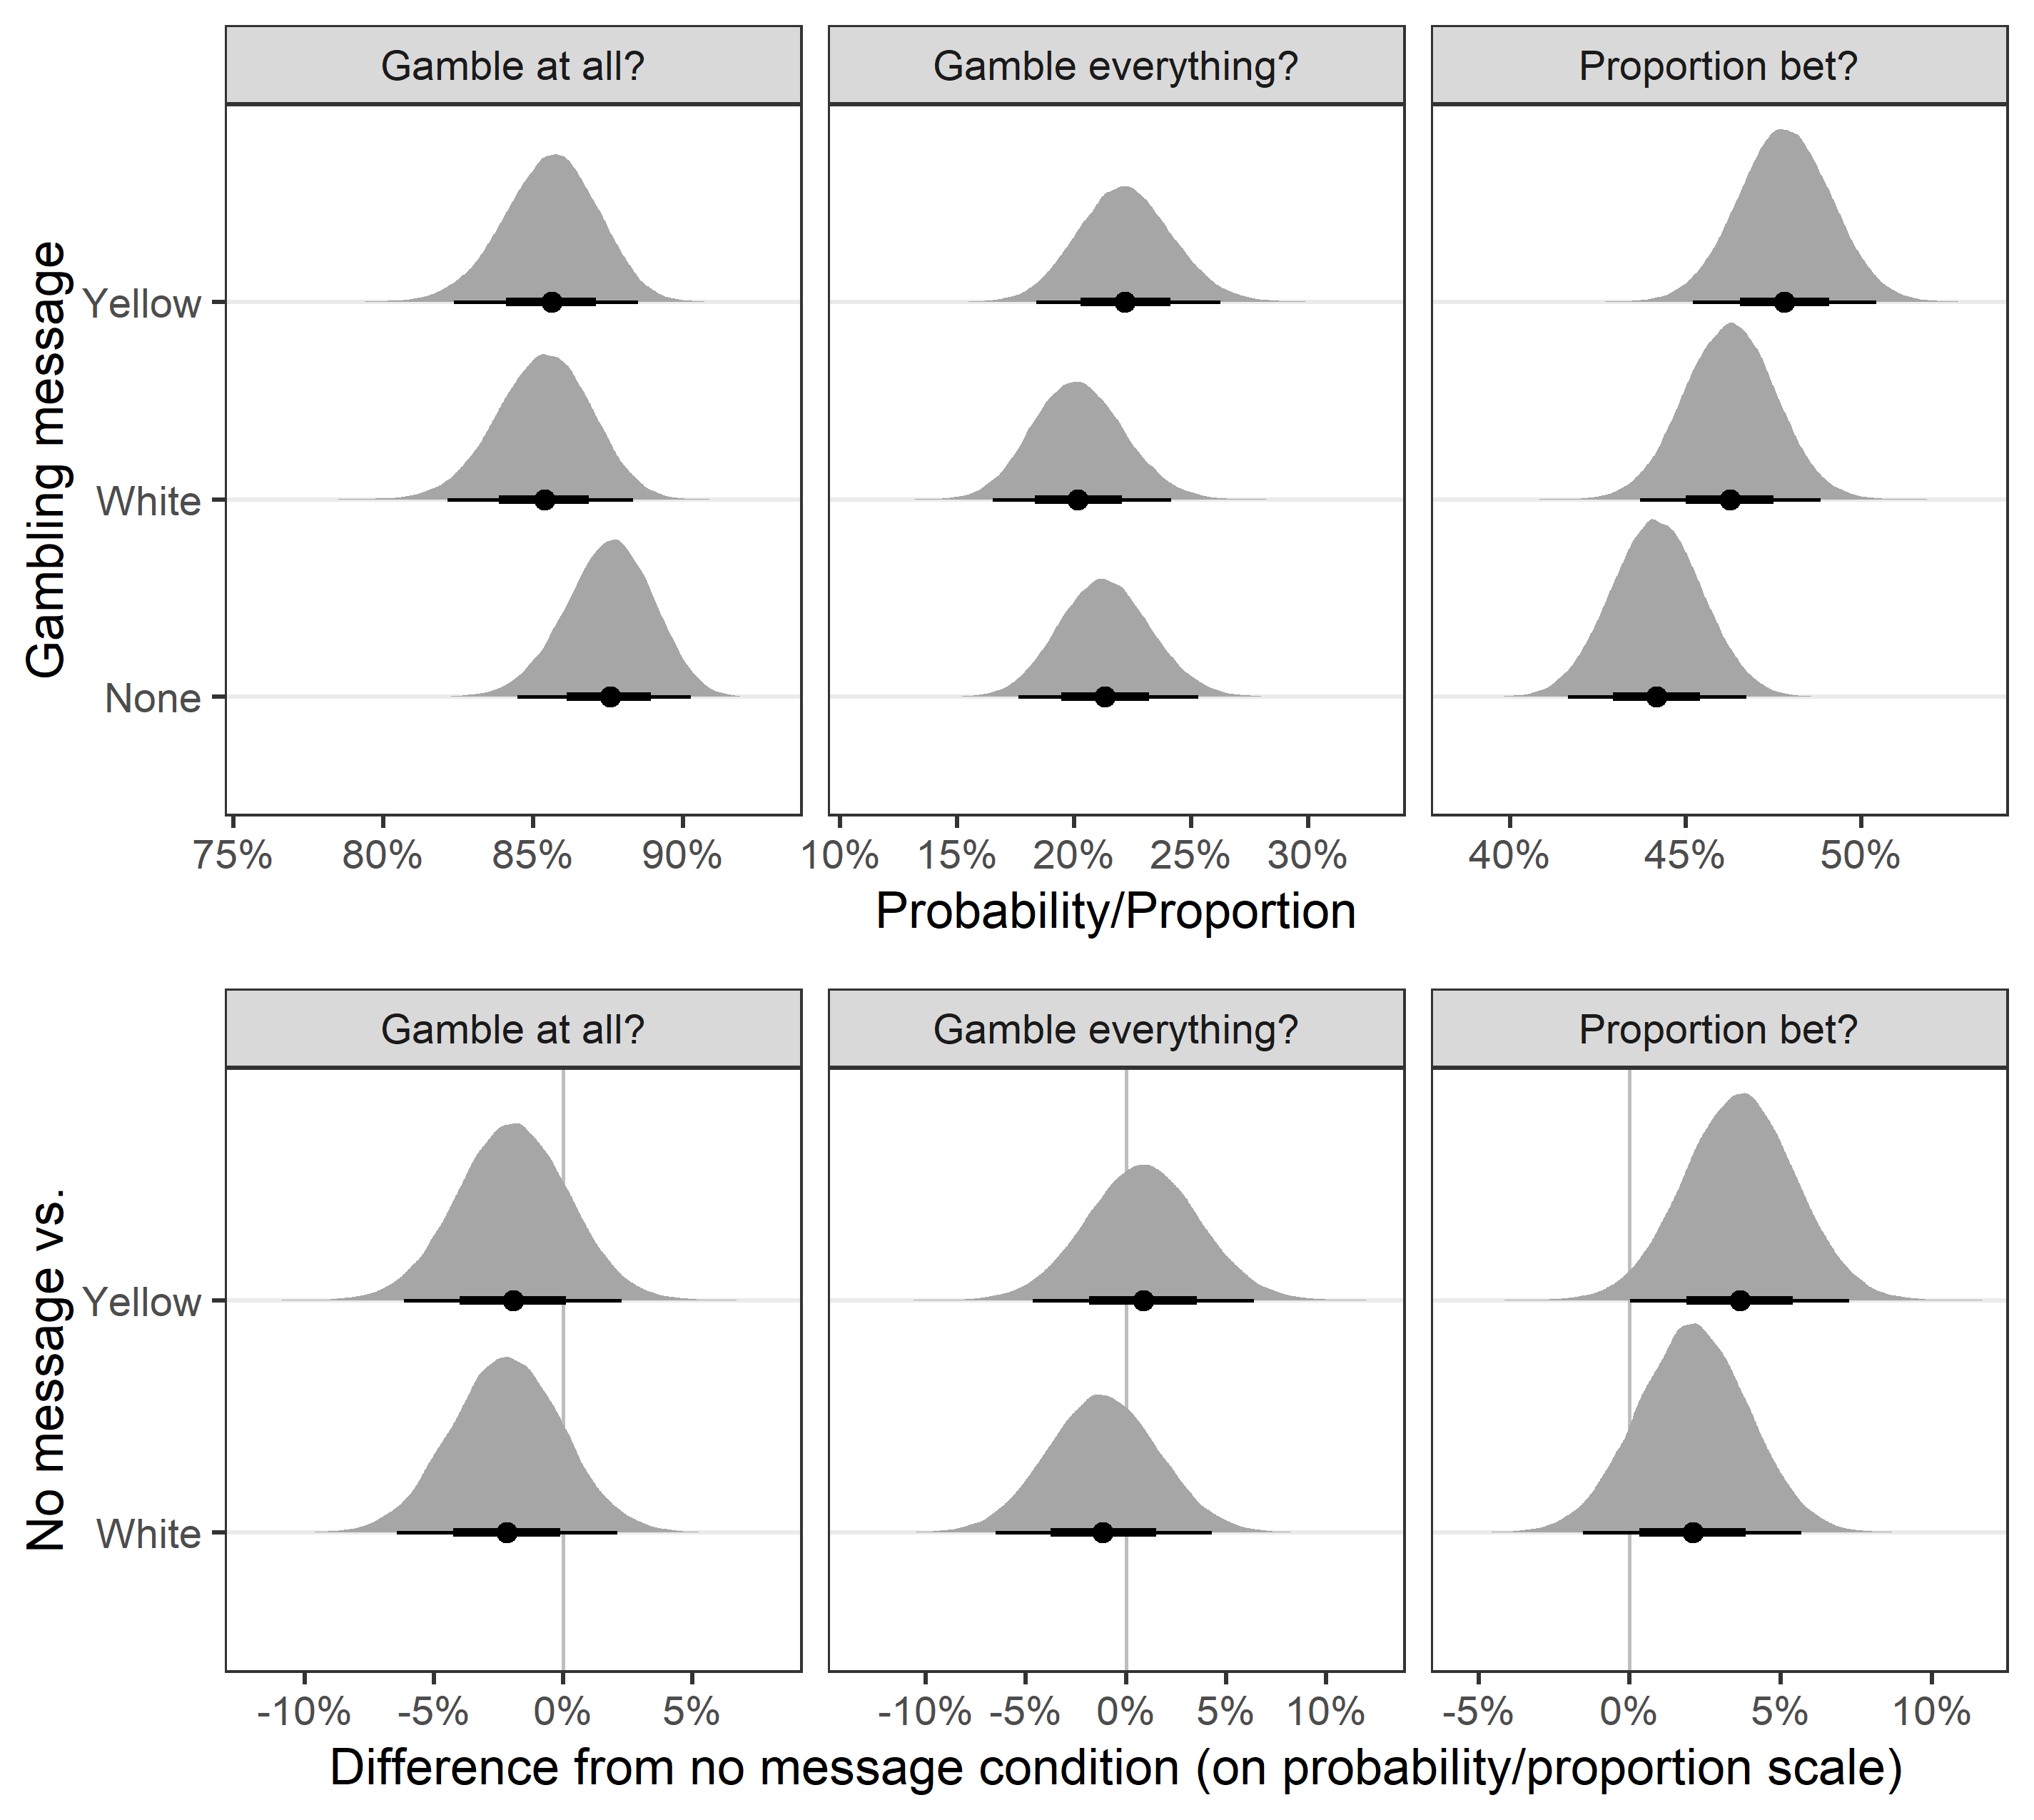 Gamble at all? Gamble everything? Proportion bet?
Gambling message
Yellow
White
None
75% 80% 85% 90% 10% 15% 20% 25% 30% 40% 45% 50%
Probability/Proportion
Gamble at all? Gamble everything? Proportion bet?
No message vs.
Yellow
White
-10% -5% 0% 5% -10% -5% 0% 5% 10% -5% 0% 5% 10%
Difference from no message condition (on probability/proportion scale)